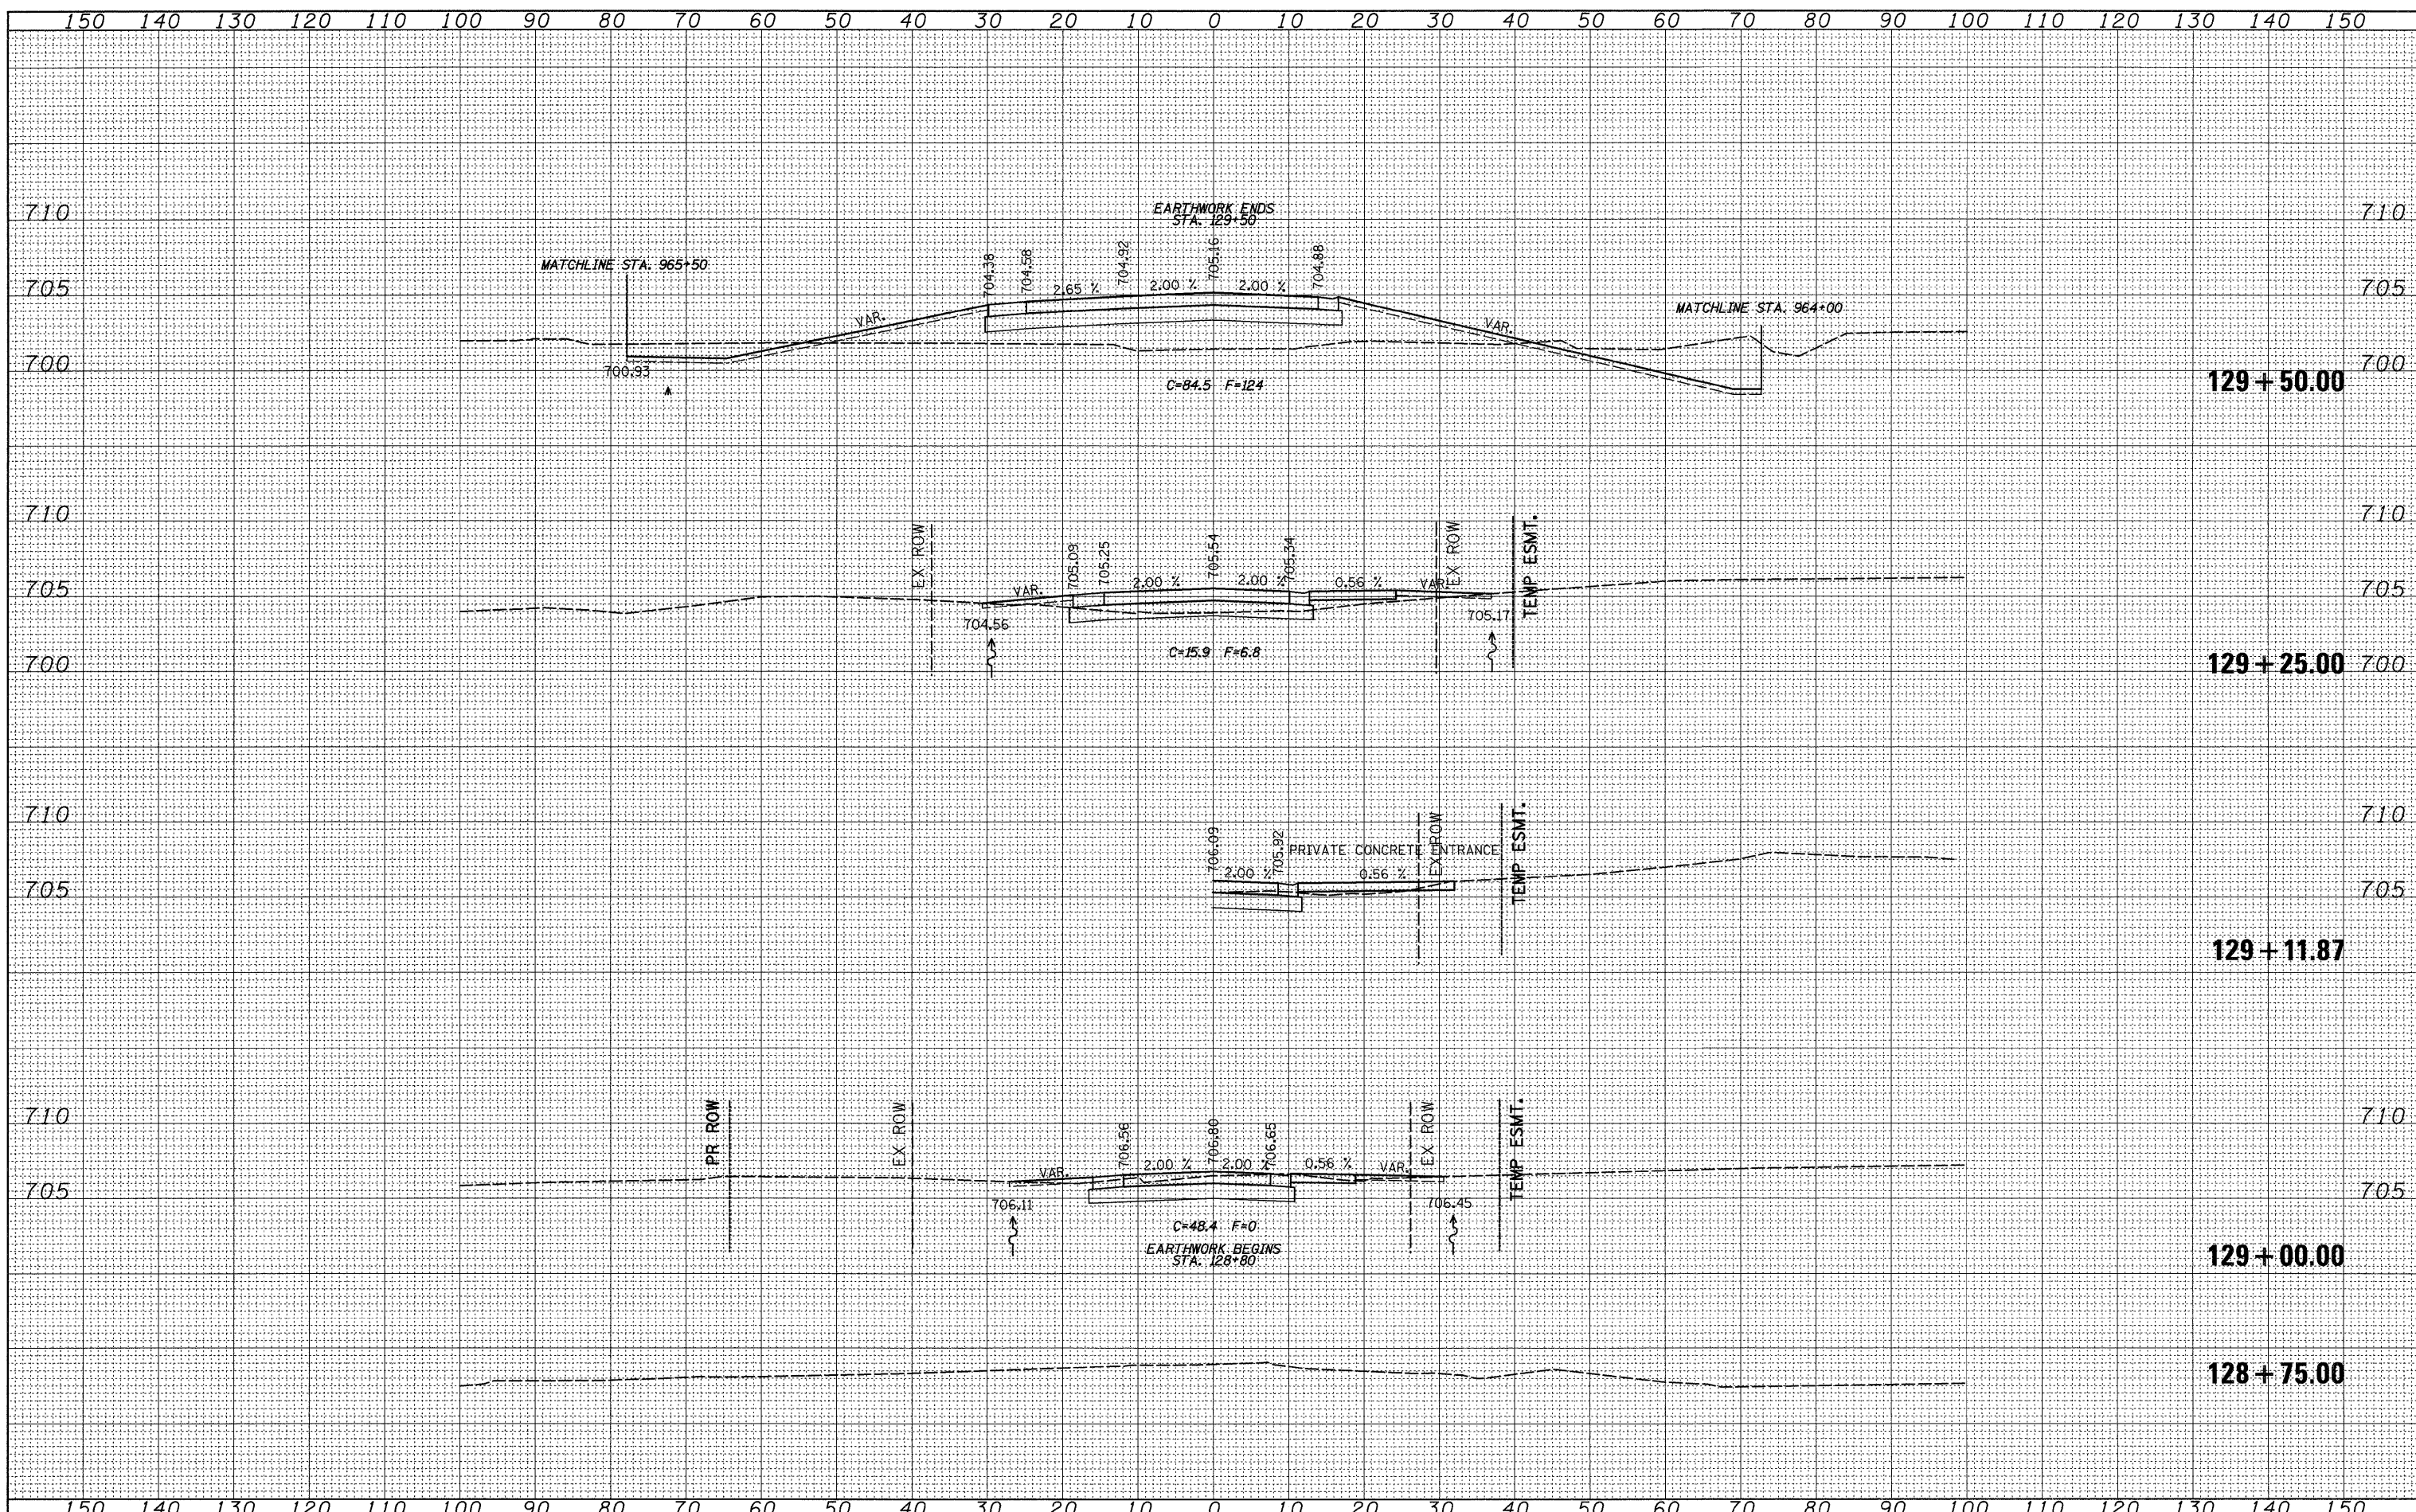 150 140 130 120 110 100 90 80 70 60 50 40 30 20 10 0 10 20 30 40 50 60 70 80 90 100 110 120 130 140 150
710 710
EARTHWORK ENDS
STA. 129+50
704.38 704.58 704.92 705.16 704.88
MATCHLINE STA. 965+50
705 705
2.65 % 2.00 % 2.00 %
MATCHLINE STA. 964+00
VAR. VAR.
700 700
700.93
C=84.5 F=124
129+50.00
710 710
EX ROW EX ROW TEMP ESMT.
705.09 705.25 705.54 705.34
705 705
VAR. 2.00 % 2.00 % 0.56 % VAR.
704.56 705.17
C=15.9 F=6.8
700 129+25.00 700
710 710
706.09 705.92 EX ROW TEMP ESMT.
PRIVATE CONCRETE ENTRANCE
2.00 % 0.56 %
705 705
129+11.87
710 710
PR ROW EX ROW EX ROW TEMP ESMT.
706.56 706.80 706.65
VAR. 2.00 % 2.00 % 0.56 % VAR.
705 705
706.11 706.45
C=48.4 F=0
EARTHWORK BEGINS
STA. 128+80
129+00.00
128+75.00
150 140 130 120 110 100 90 80 70 60 50 40 30 20 10 0 10 20 30 40 50 60 70 80 90 100 110 120 130 140 150